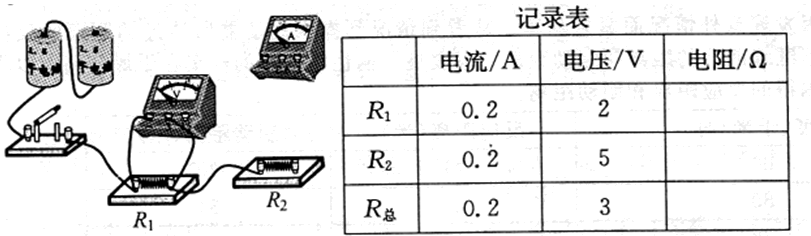 A
V
R₁
R₂
记录表
电流/A 电压/V 电阻/Ω
R₁ 0.2 2
R₂ 0.2 5
R总 0.2 3